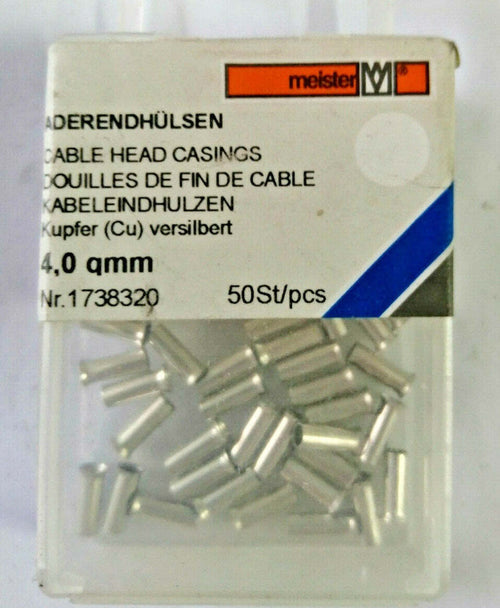 meister ®
ADERENDHÜLSEN
CABLE HEAD CASINGS
DOUILLES DE FIN DE CABLE
KABELEINDHULZEN
Kupfer (Cu) versilbert
4,0 qmm
Nr.1738320 50St/pcs